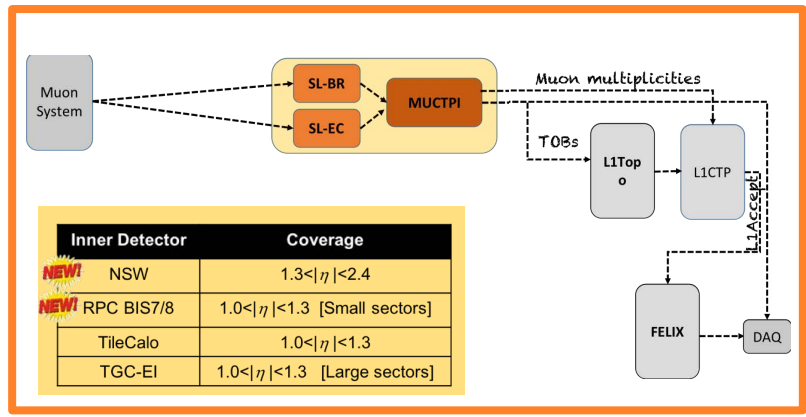 Muon
System
SL-BR
SL-EC
MUCTPI
Muon multiplicities
TOBs
L1Top
o
L1CTP
L1Accept
FELIX
DAQ
Inner Detector Coverage
NEW! NSW 1.3<|η|<2.4
NEW! RPC BIS7/8 1.0<|η|<1.3 [Small sectors]
TileCalo 1.0<|η|<1.3
TGC-EI 1.0<|η|<1.3 [Large sectors]